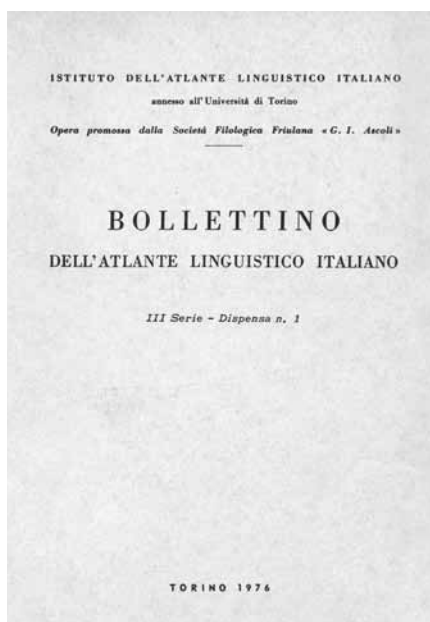 ISTITUTO DELL'ATLANTE LINGUISTICO ITALIANO
annesso all'Università di Torino
Opera promossa dalla Società Filologica Friulana « G. I. Ascoli »
BOLLETTINO
DELL'ATLANTE LINGUISTICO ITALIANO
III Serie - Dispensa n. 1
TORINO 1976